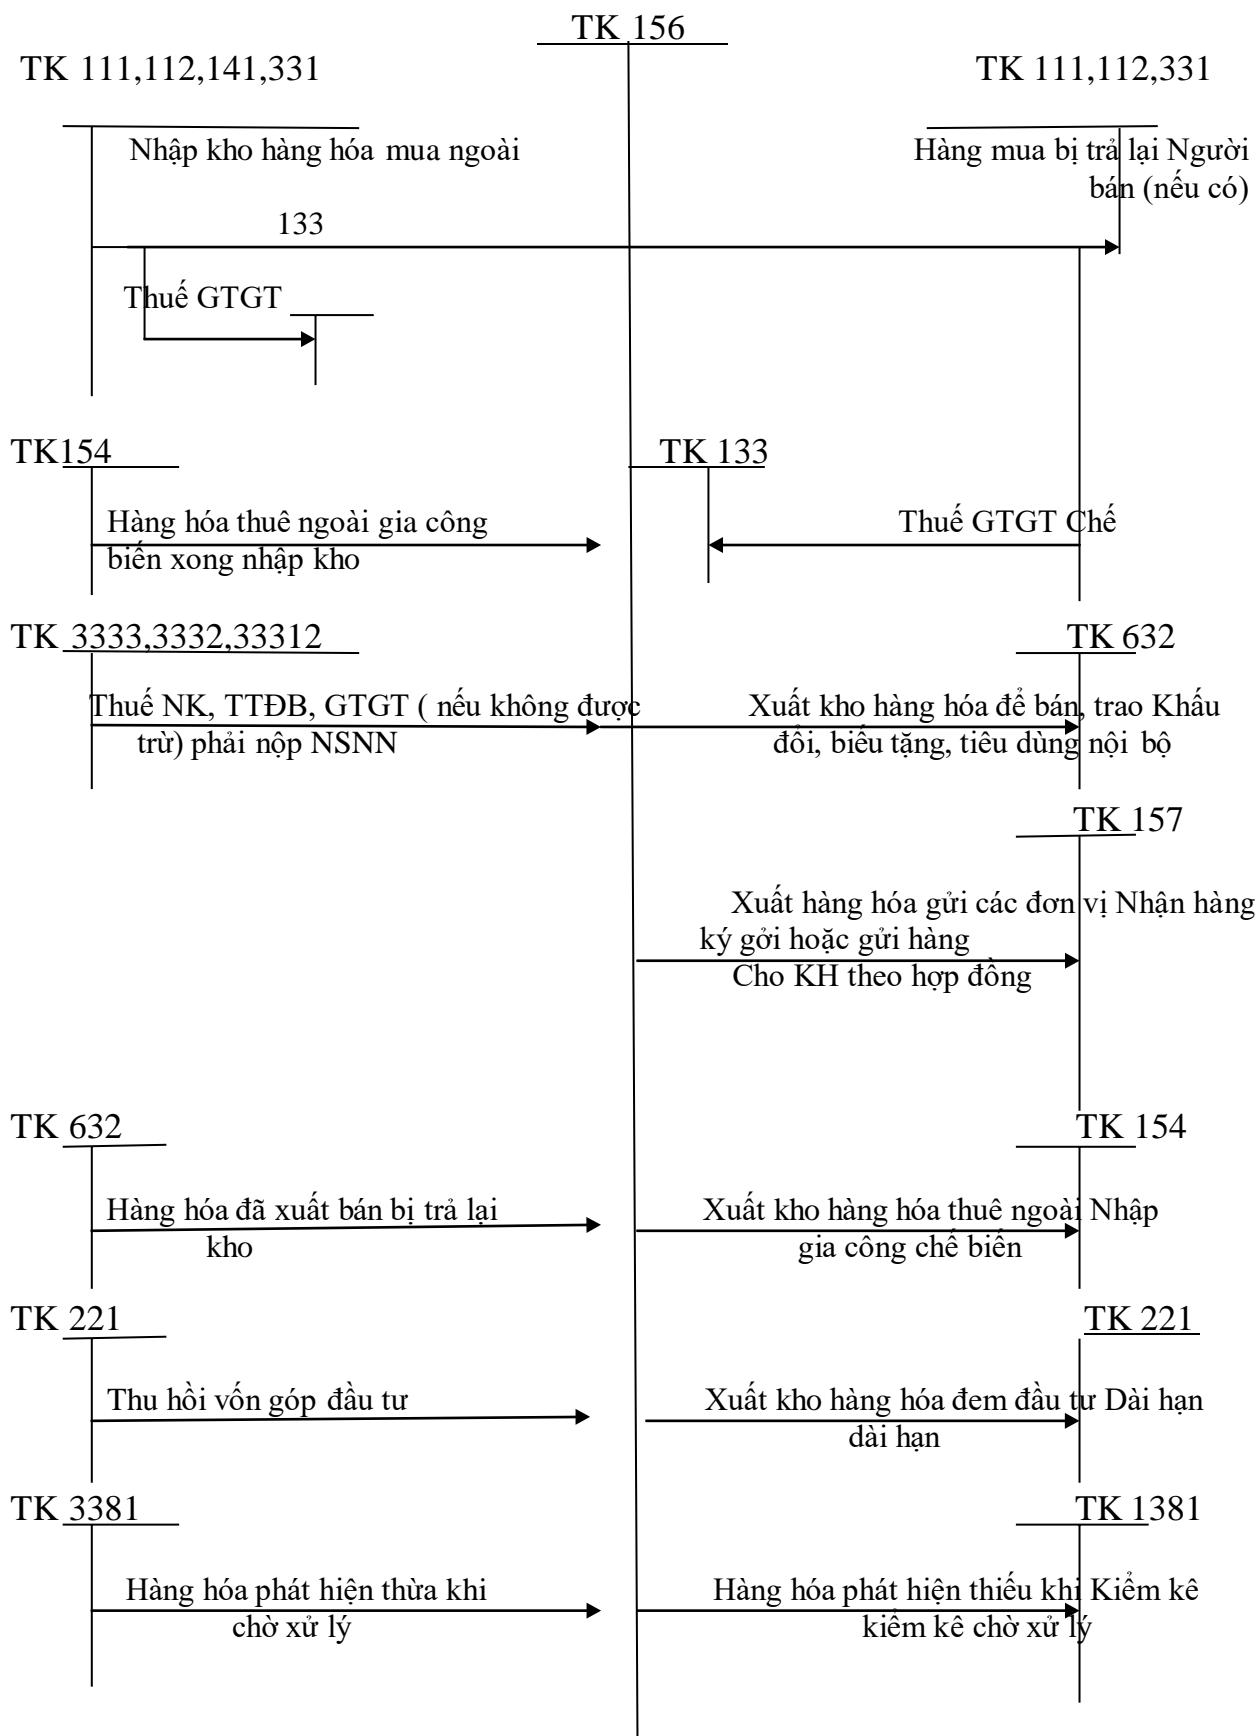 TK 156
TK 111,112,141,331
TK 111,112,331
Nhập kho hàng hóa mua ngoài
Hàng mua bị trả lại Người
bán (nếu có)
133
Thuế GTGT
TK154
TK 133
Hàng hóa thuê ngoài gia công
biến xong nhập kho
Thuế GTGT Chế
TK 3333,3332,33312
TK 632
Thuế NK, TTĐB, GTGT ( nếu không được
trừ) phải nộp NSNN
Xuất kho hàng hóa để bán, trao Khấu
đổi, biếu tặng, tiêu dùng nội bộ
TK 157
Xuất hàng hóa gửi các đơn vị Nhận hàng
ký gởi hoặc gửi hàng
Cho KH theo hợp đồng
TK 632
TK 154
Hàng hóa đã xuất bán bị trả lại
kho
Xuất kho hàng hóa thuê ngoài Nhập
gia công chế biến
TK 221
TK 221
Thu hồi vốn góp đầu tư
Xuất kho hàng hóa đem đầu tư Dài hạn
dài hạn
TK 3381
TK 1381
Hàng hóa phát hiện thừa khi
chờ xử lý
Hàng hóa phát hiện thiếu khi Kiểm kê
kiểm kê chờ xử lý